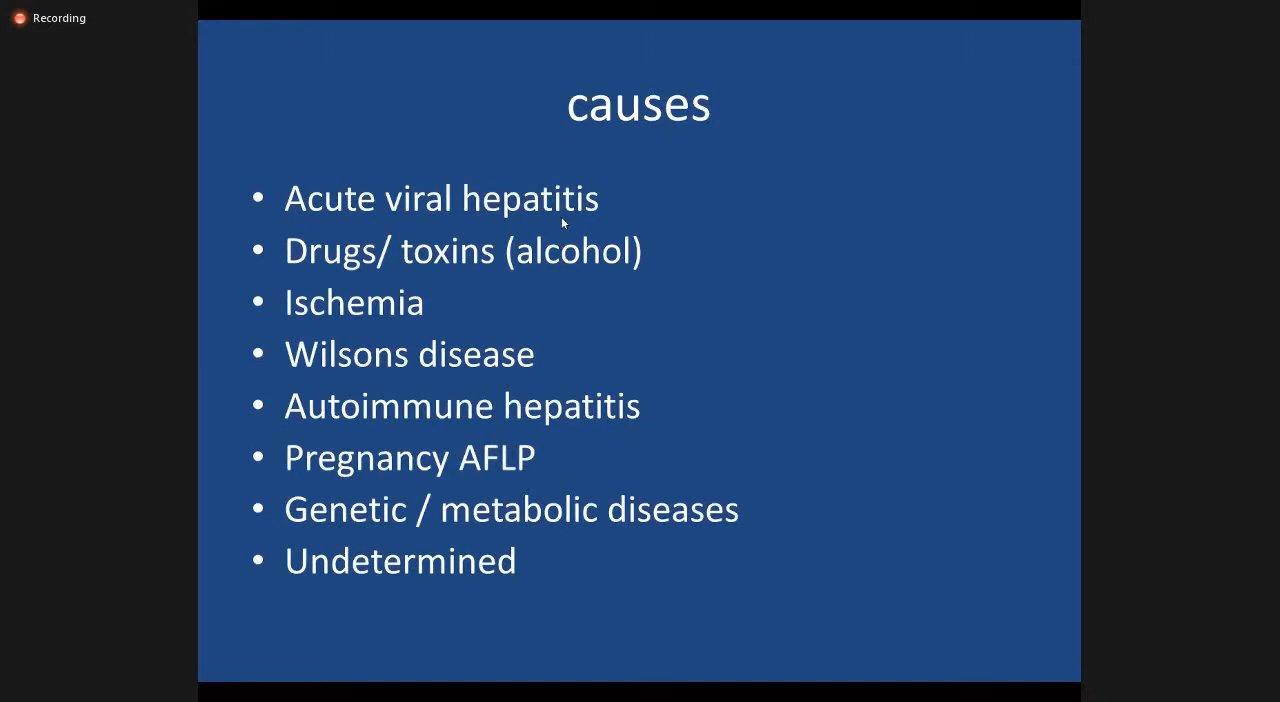 Recording
causes
• Acute viral hepatitis
• Drugs/ toxins (alcohol)
• Ischemia
• Wilsons disease
• Autoimmune hepatitis
• Pregnancy AFLP
• Genetic / metabolic diseases
• Undetermined